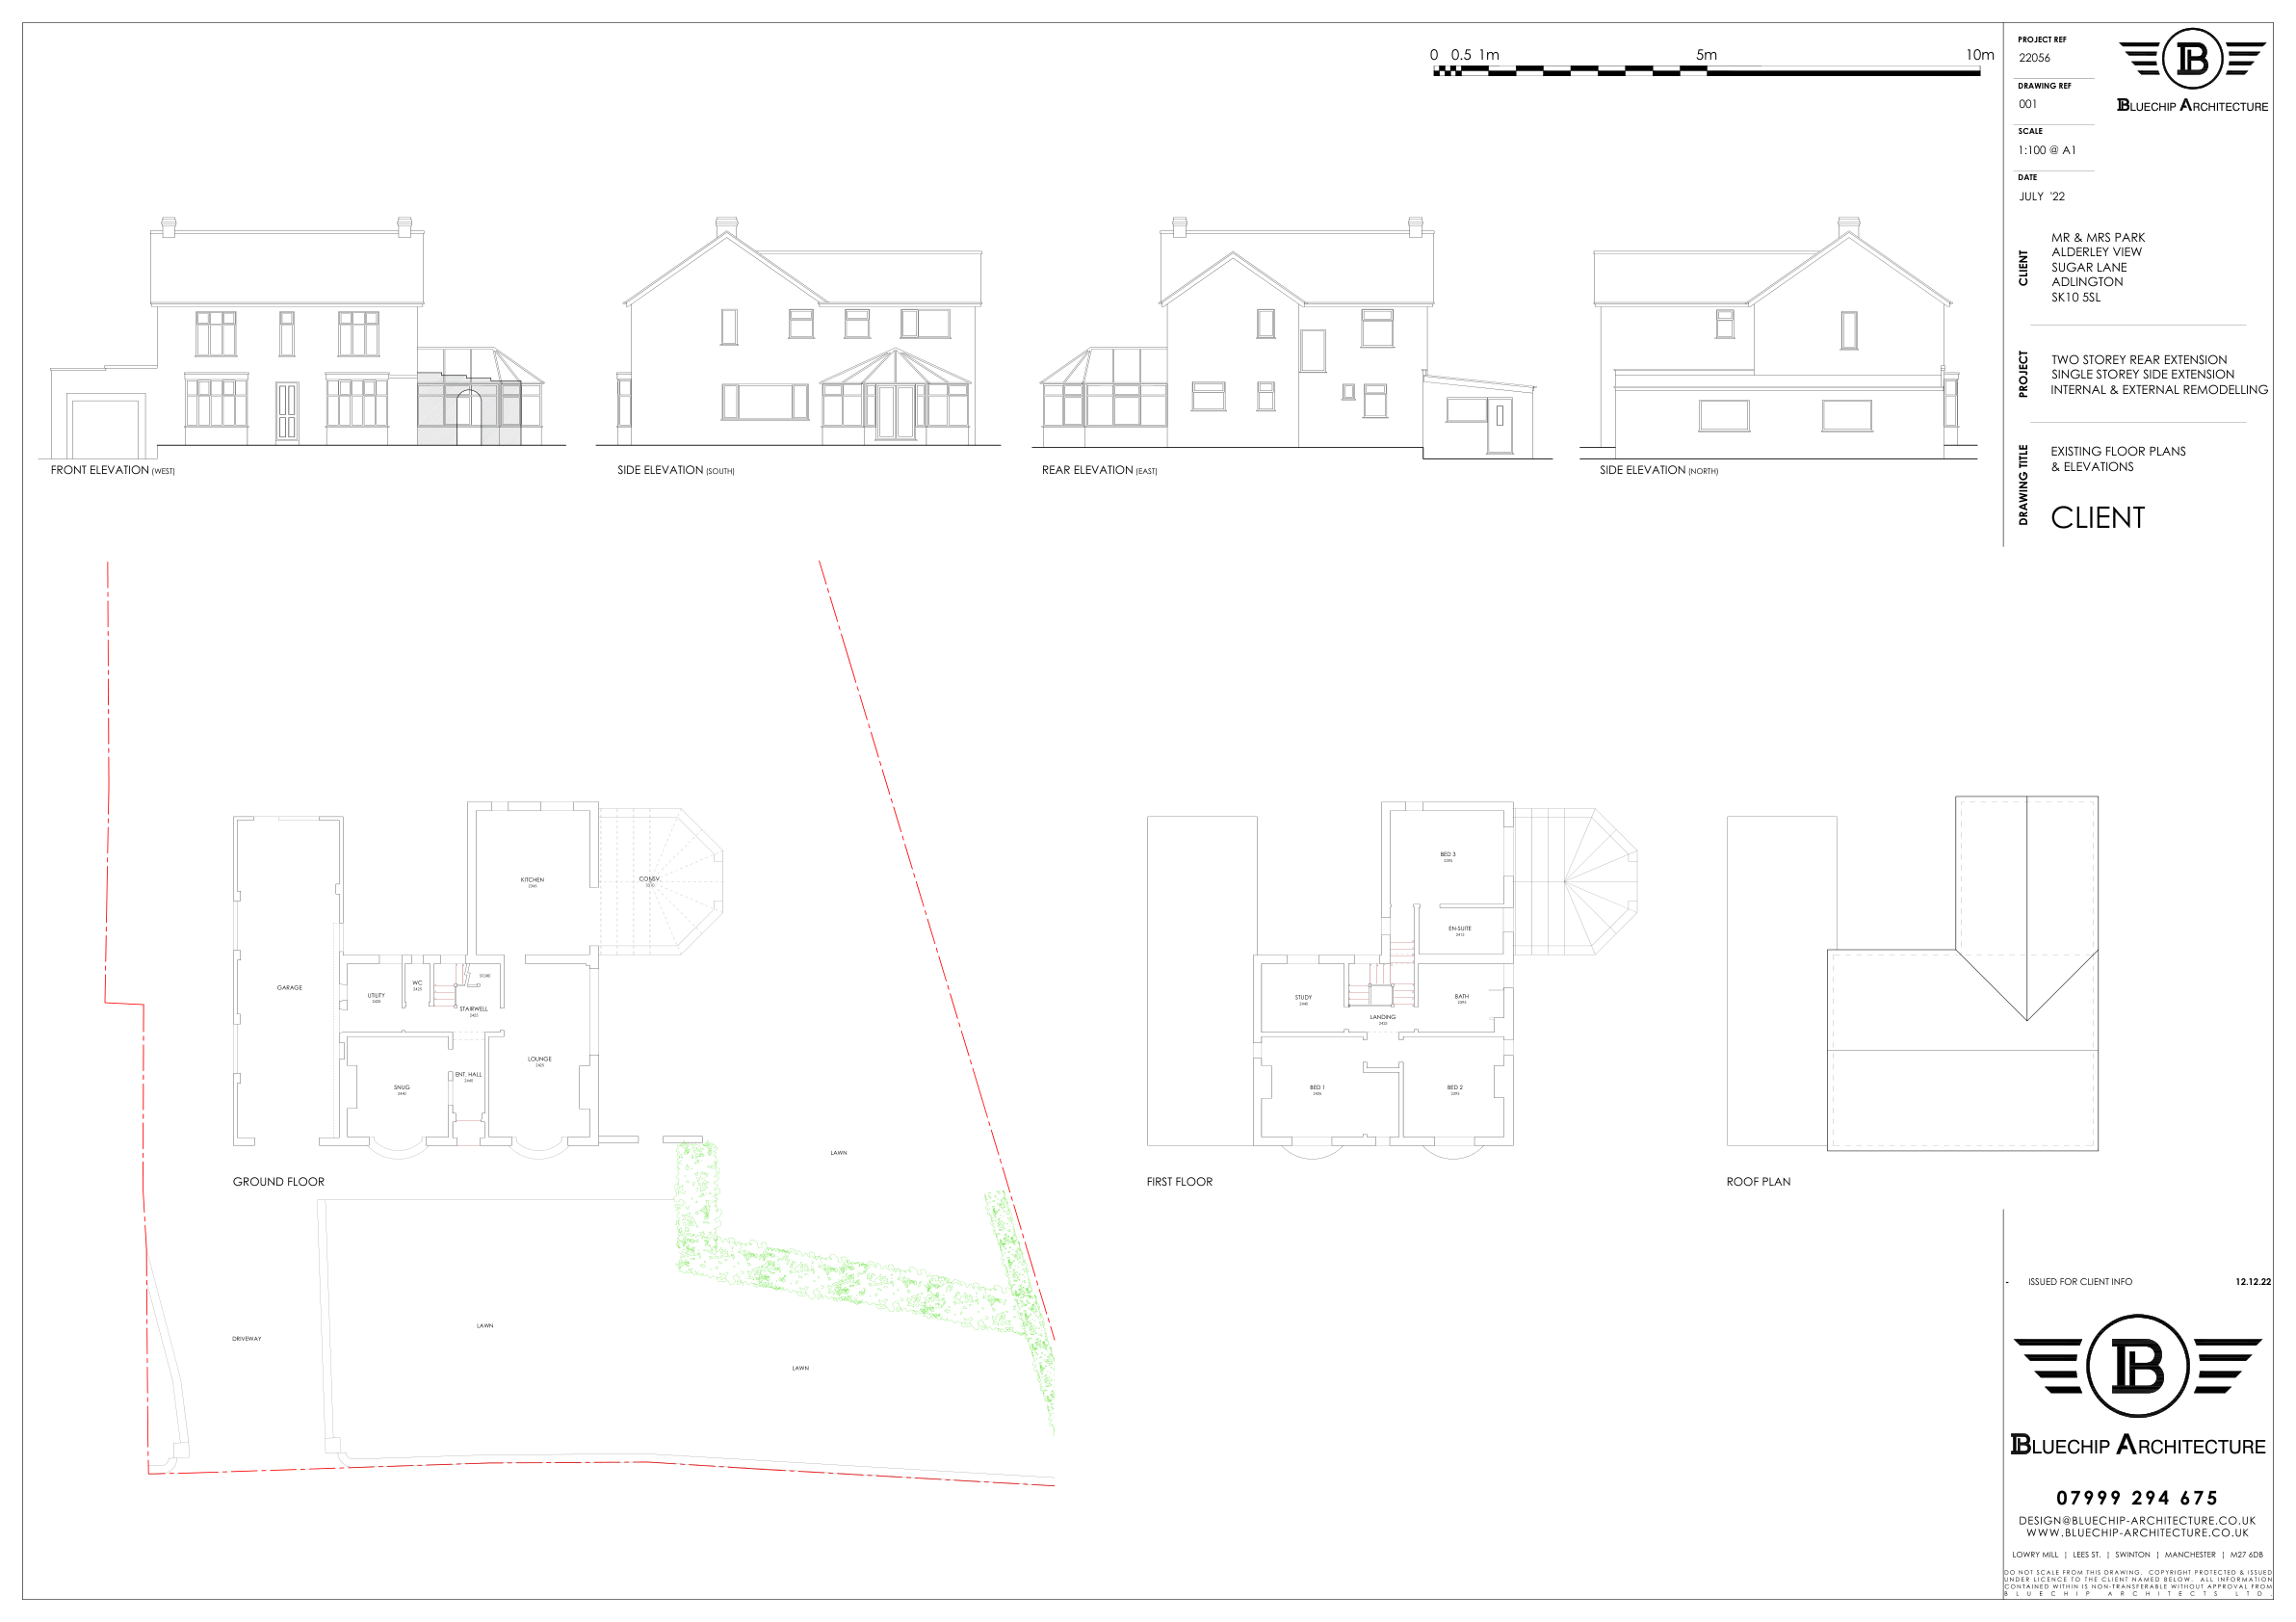 0 0.5 1m 5m 10m
PROJECT REF
22056
DRAWING REF
001
SCALE
1:100 @ A1
DATE
JULY '22
BLUECHIP ARCHITECTURE
CLIENT
MR & MRS PARK
ALDERLEY VIEW
SUGAR LANE
ADLINGTON
SK10 5SL
PROJECT
TWO STOREY REAR EXTENSION
SINGLE STOREY SIDE EXTENSION
INTERNAL & EXTERNAL REMODELLING
DRAWING TITLE
EXISTING FLOOR PLANS
& ELEVATIONS
CLIENT
FRONT ELEVATION (WEST)
SIDE ELEVATION (SOUTH)
REAR ELEVATION (EAST)
SIDE ELEVATION (NORTH)
KITCHEN
CONSV.
GARAGE
UTILITY
WC
STORE
STAIRWELL
LOUNGE
ENT. HALL
SNUG
LAWN
GROUND FLOOR
DRIVEWAY
LAWN
LAWN
BED 3
EN-SUITE
STUDY
BATH
LANDING
BED 1
BED 2
FIRST FLOOR
ROOF PLAN
- ISSUED FOR CLIENT INFO 12.12.22
BLUECHIP ARCHITECTURE
07999 294 675
DESIGN@BLUECHIP-ARCHITECTURE.CO.UK
WWW.BLUECHIP-ARCHITECTURE.CO.UK
LOWRY MILL | LEES ST. | SWINTON | MANCHESTER | M27 6DB
DO NOT SCALE FROM THIS DRAWING. COPYRIGHT PROTECTED & ISSUED
UNDER LICENCE TO THE CLIENT NAMED BELOW. ALL INFORMATION
CONTAINED WITHIN IS NON-TRANSFERABLE WITHOUT APPROVAL FROM
BLUECHIP ARCHITECTS LTD.